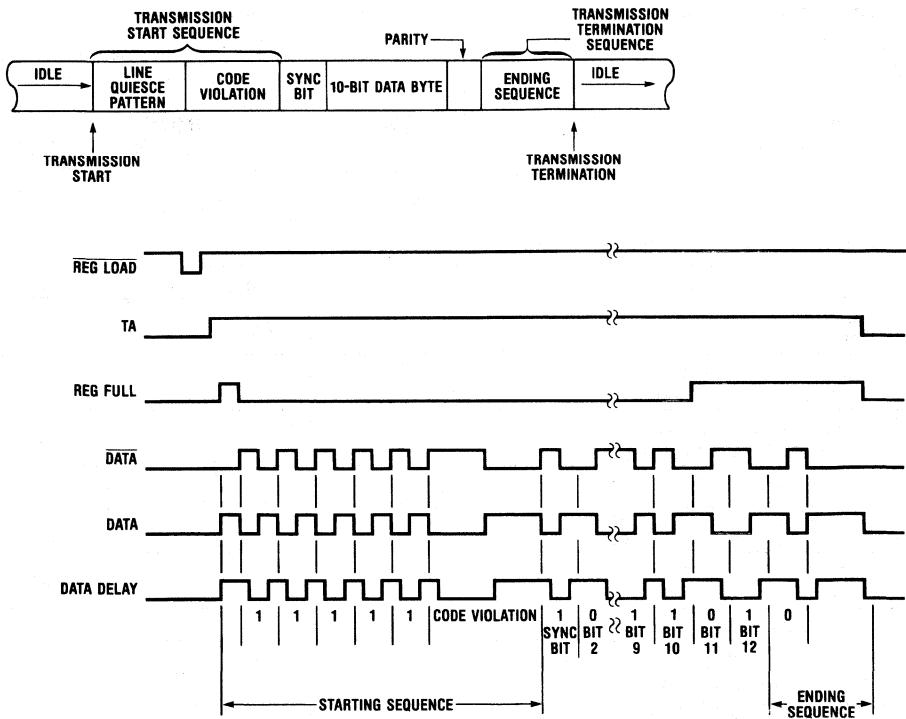 TRANSMISSION
START SEQUENCE
PARITY
TRANSMISSION
TERMINATION
SEQUENCE
IDLE
LINE
QUIESCE
PATTERN
CODE
VIOLATION
SYNC
BIT
10-BIT DATA BYTE
ENDING
SEQUENCE
IDLE
TRANSMISSION
START
TRANSMISSION
TERMINATION
REG LOAD
TA
REG FULL
DATA
DATA
DATA DELAY
1 1 1 1 1 CODE VIOLATION 1 0 1 1 0 1 0
SYNC BIT BIT BIT BIT BIT
BIT 2 9 10 11 12
STARTING SEQUENCE
ENDING
SEQUENCE